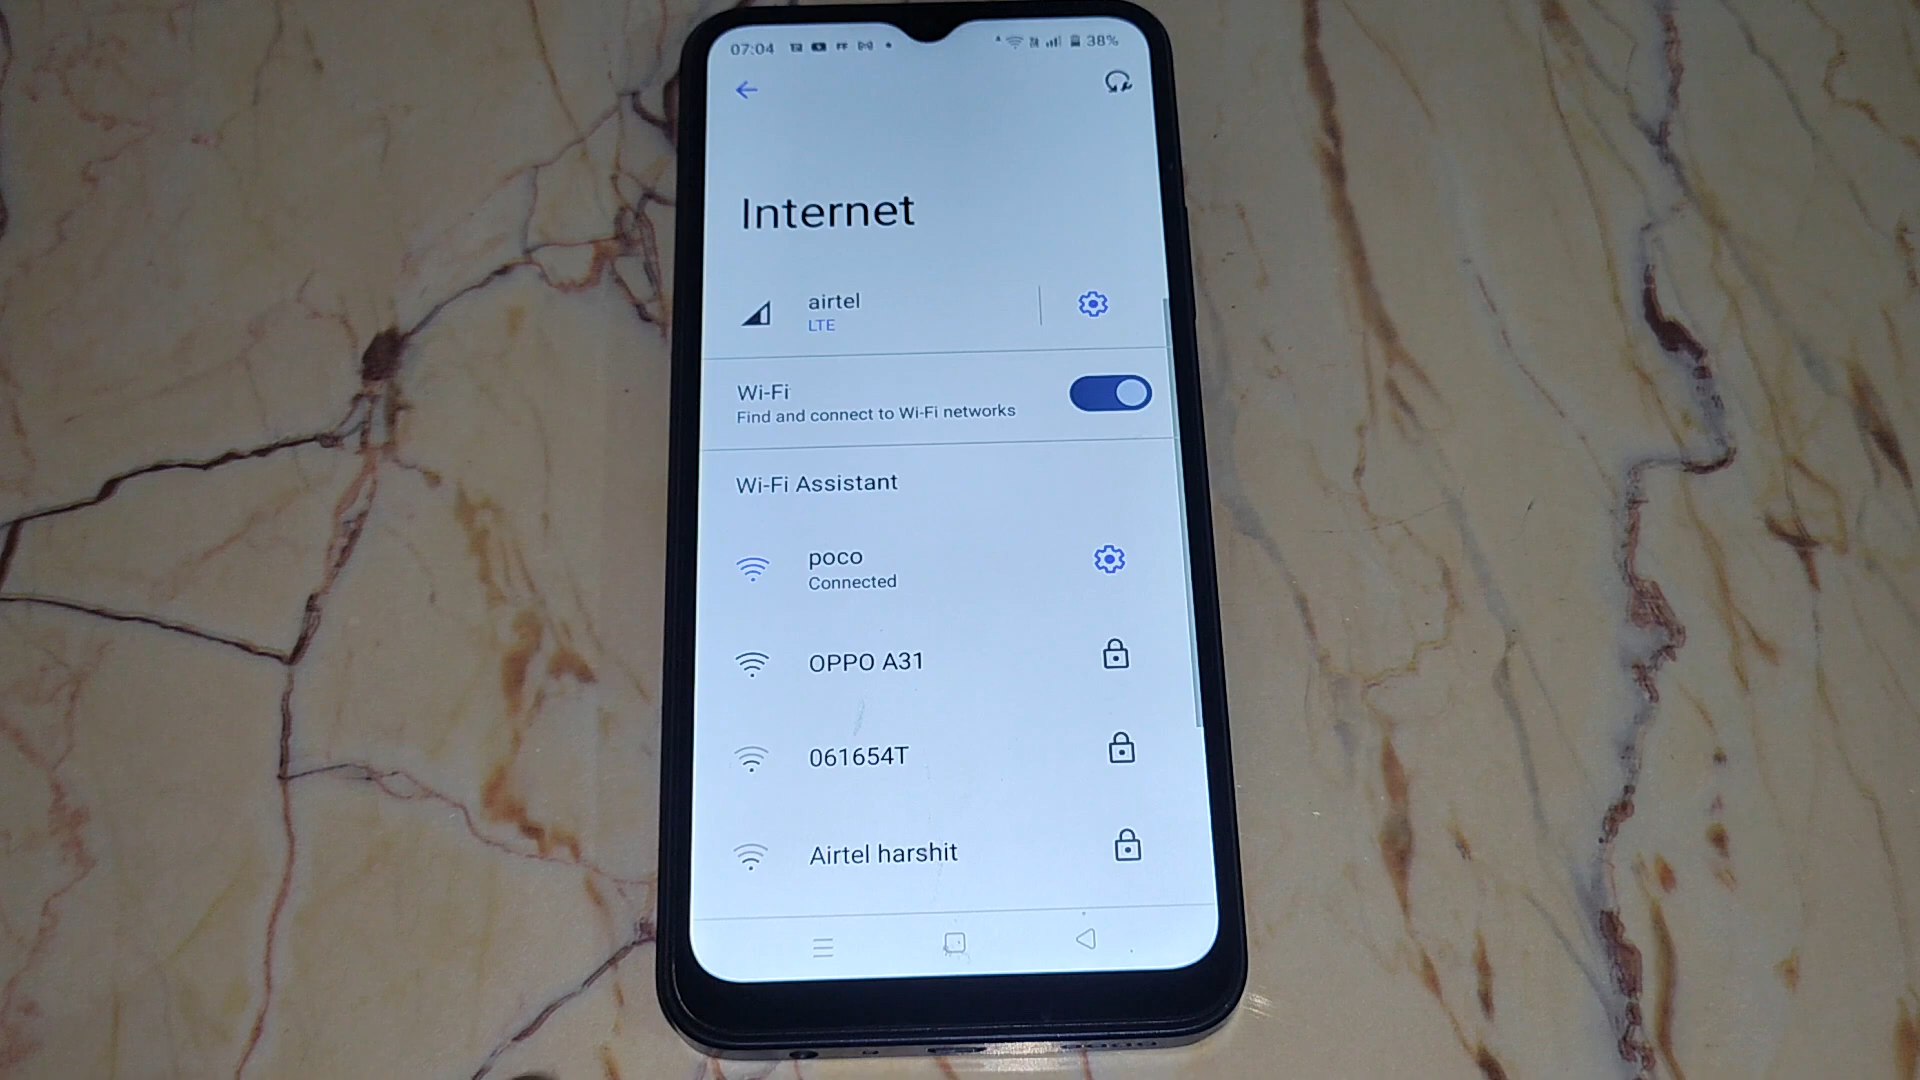 07:04
38%
Internet
airtel
LTE
Wi-Fi
Find and connect to Wi-Fi networks
Wi-Fi Assistant
poco
Connected
OPPO A31
061654T
Airtel harshit